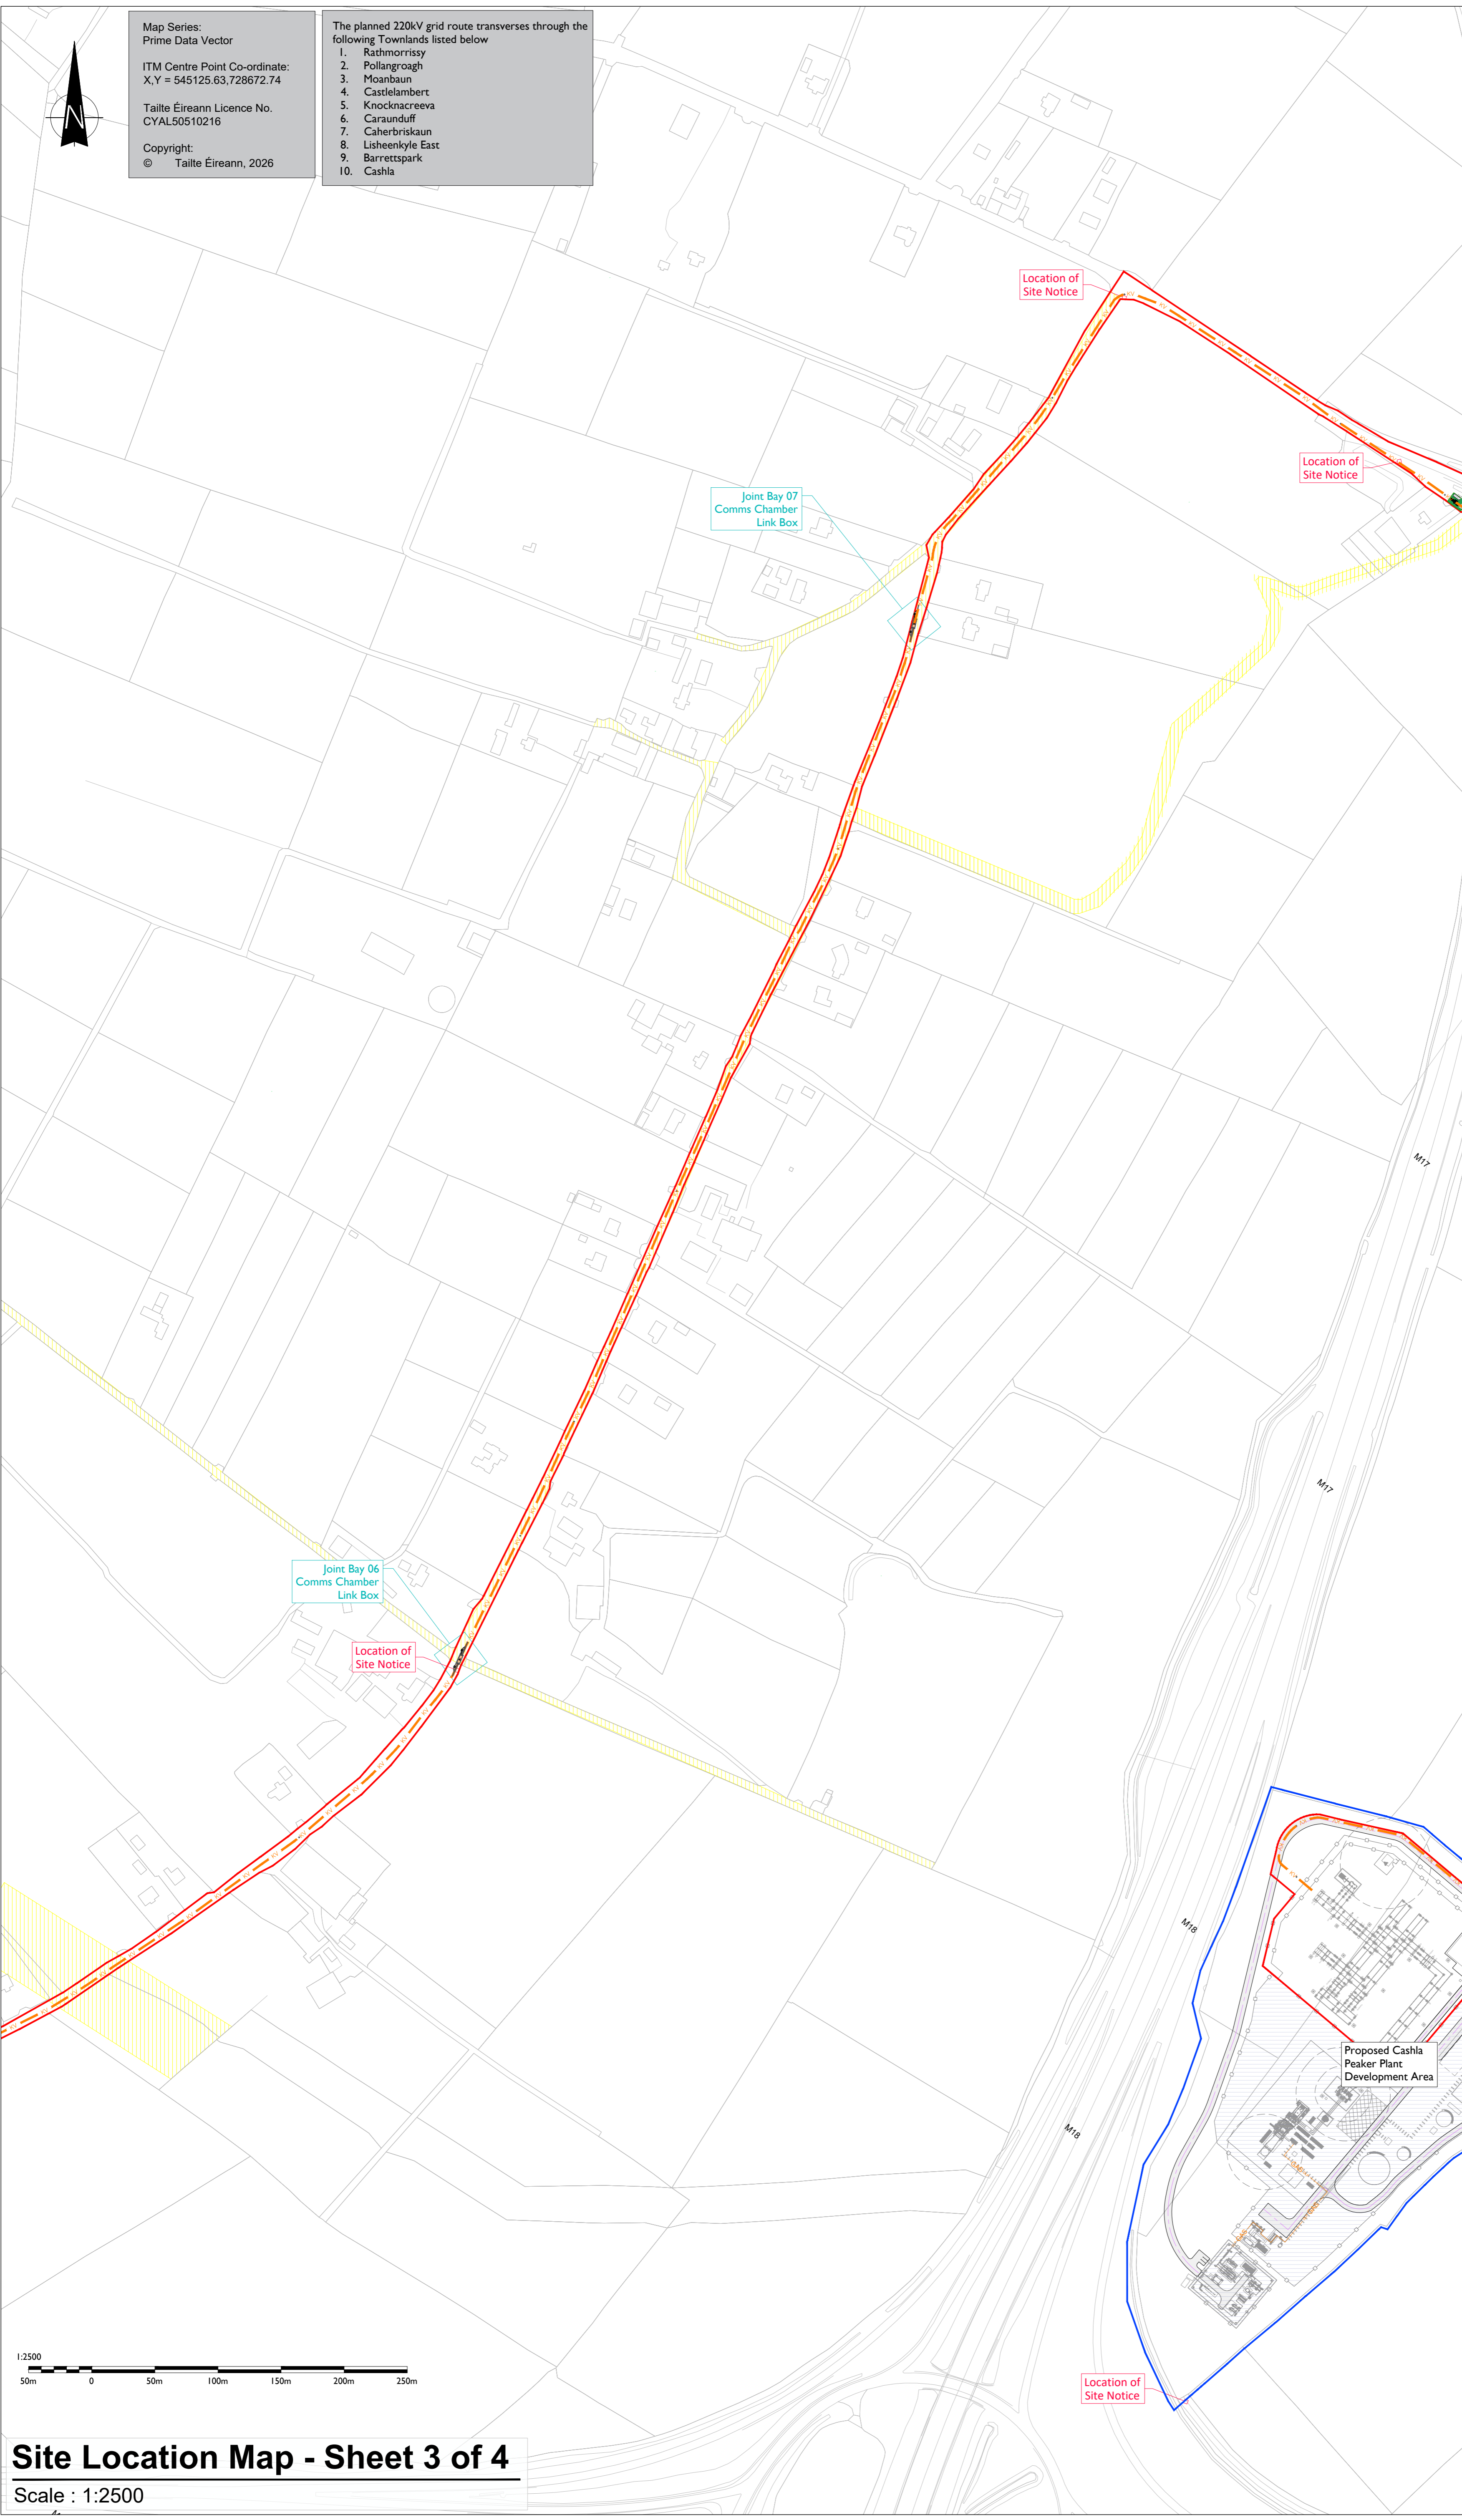 Map Series:
Prime Data Vector
ITM Centre Point Co-ordinate:
X,Y = 545125.63,728672.74
Tailte Éireann Licence No.
CYAL50510216
Copyright:
© Tailte Éireann, 2026
The planned 220kV grid route transverses through the
following Townlands listed below
1. Rathmorrissy
2. Pollangroagh
3. Moanbaun
4. Castlelambert
5. Knocknacreeva
6. Caraunduff
7. Caherbriskaun
8. Lisheenkyle East
9. Barrettspark
10. Cashla
N
Location of
Site Notice
Location of
Site Notice
Joint Bay 07
Comms Chamber
Link Box
M17
M17
Joint Bay 06
Comms Chamber
Link Box
Location of
Site Notice
M18
Proposed Cashla
Peaker Plant
Development Area
M18
Location of
Site Notice
1:2500
50m 0 50m 100m 150m 200m 250m
Site Location Map - Sheet 3 of 4
Scale : 1:2500